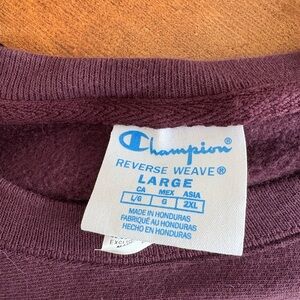 Champion®
REVERSE WEAVE®
LARGE
CA MEX ASIA
L/G G 2XL
MADE IN HONDURAS
FABRIQUÉ AU HONDURAS
HECHO EN HONDURAS